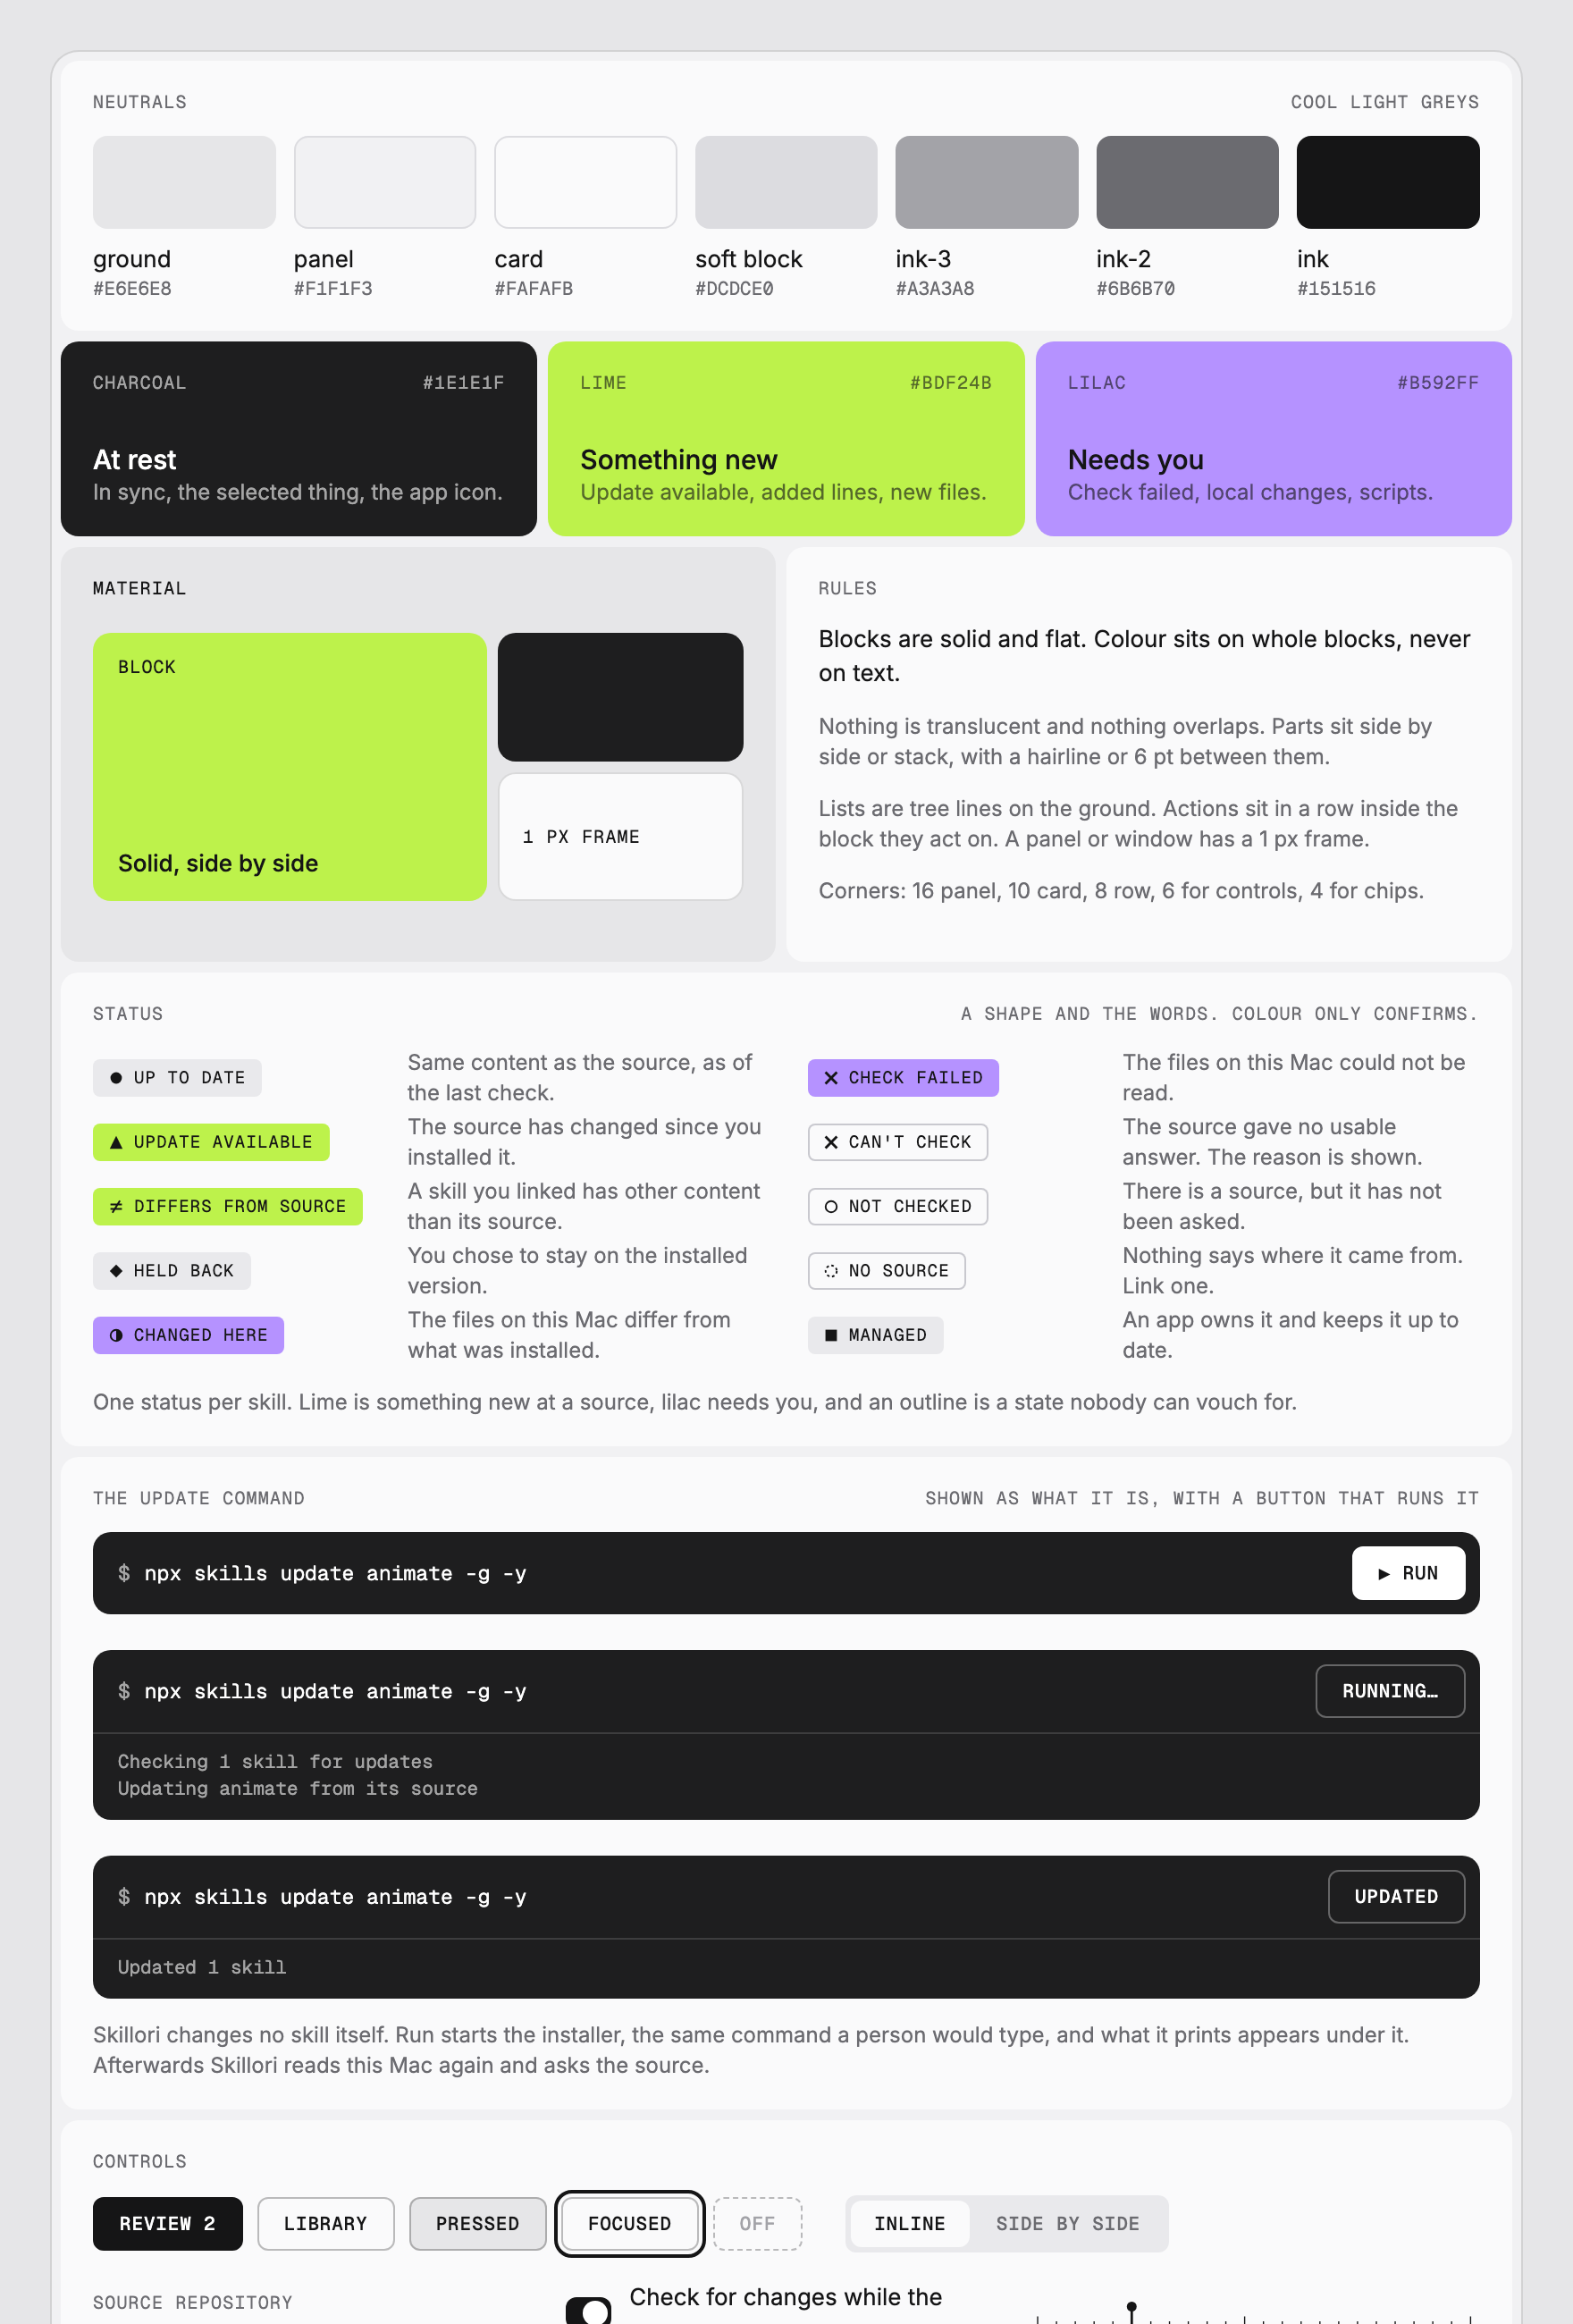 NEUTRALS
COOL LIGHT GREYS
ground
#E6E6E8
panel
#F1F1F3
card
#FAFAFB
soft block
#DCDCE0
ink-3
#A3A3A8
ink-2
#6B6B70
ink
#151516
CHARCOAL
#1E1E1F
At rest
In sync, the selected thing, the app icon.
LIME
#BDF24B
Something new
Update available, added lines, new files.
LILAC
#B592FF
Needs you
Check failed, local changes, scripts.
MATERIAL
BLOCK
Solid, side by side
1 PX FRAME
RULES
Blocks are solid and flat. Colour sits on whole blocks, never
on text.
Nothing is translucent and nothing overlaps. Parts sit side by
side or stack, with a hairline or 6 pt between them.
Lists are tree lines on the ground. Actions sit in a row inside the
block they act on. A panel or window has a 1 px frame.
Corners: 16 panel, 10 card, 8 row, 6 for controls, 4 for chips.
STATUS
A SHAPE AND THE WORDS. COLOUR ONLY CONFIRMS.
UP TO DATE
Same content as the source, as of
the last check.
UPDATE AVAILABLE
The source has changed since you
installed it.
≠ DIFFERS FROM SOURCE
A skill you linked has other content
than its source.
HELD BACK
You chose to stay on the installed
version.
CHANGED HERE
The files on this Mac differ from
what was installed.
CHECK FAILED
The files on this Mac could not be
read.
CAN'T CHECK
The source gave no usable
answer. The reason is shown.
NOT CHECKED
There is a source, but it has not
been asked.
NO SOURCE
Nothing says where it came from.
Link one.
MANAGED
An app owns it and keeps it up to
date.
One status per skill. Lime is something new at a source, lilac needs you, and an outline is a state nobody can vouch for.
THE UPDATE COMMAND
SHOWN AS WHAT IT IS, WITH A BUTTON THAT RUNS IT
$ npx skills update animate -g -y
▶ RUN
$ npx skills update animate -g -y
RUNNING…
Checking 1 skill for updates
Updating animate from its source
$ npx skills update animate -g -y
UPDATED
Updated 1 skill
Skillori changes no skill itself. Run starts the installer, the same command a person would type, and what it prints appears under it.
Afterwards Skillori reads this Mac again and asks the source.
CONTROLS
REVIEW 2
LIBRARY
PRESSED
FOCUSED
OFF
INLINE
SIDE BY SIDE
SOURCE REPOSITORY
Check for changes while the